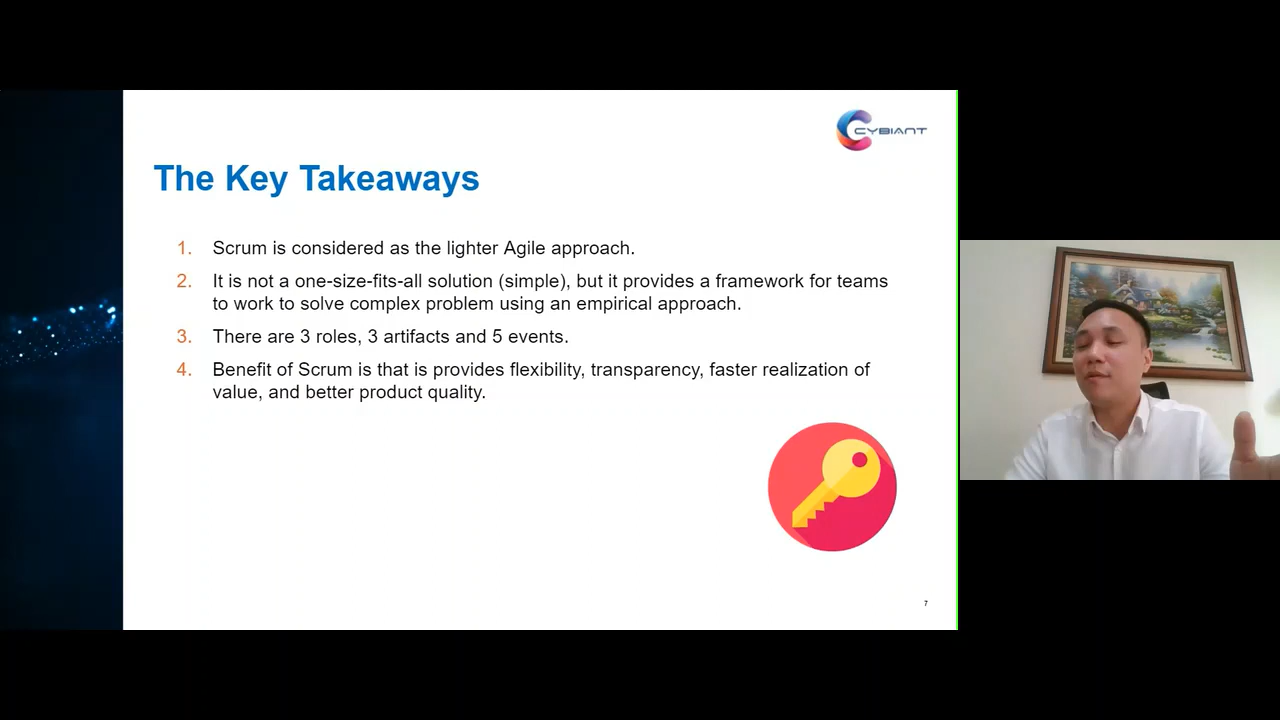 CYBIANT
The Key Takeaways
1. Scrum is considered as the lighter Agile approach.
2. It is not a one-size-fits-all solution (simple), but it provides a framework for teams
to work to solve complex problem using an empirical approach.
3. There are 3 roles, 3 artifacts and 5 events.
4. Benefit of Scrum is that is provides flexibility, transparency, faster realization of
value, and better product quality.
7